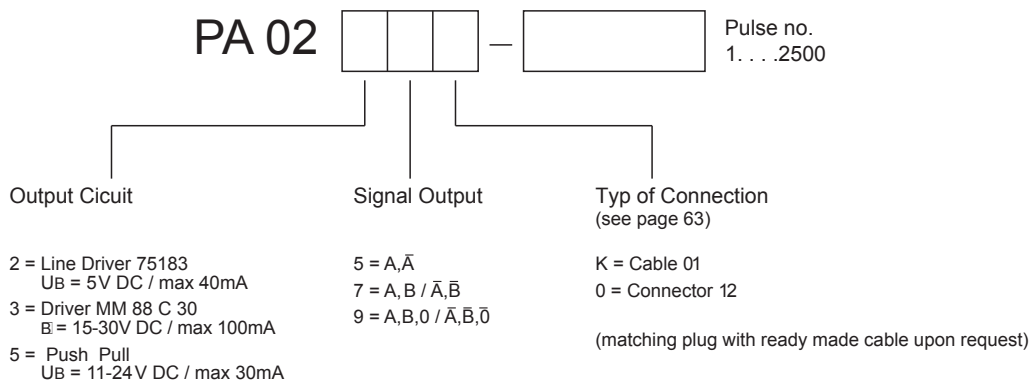 PA 02 –
Pulse no.
1. . . .2500
Output Cicuit
2 = Line Driver 75183
UB = 5V DC / max 40mA
3 = Driver MM 88 C 30
B = 15-30V DC / max 100mA
5 = Push Pull
UB = 11-24V DC / max 30mA
Signal Output
5 = A,A̅
7 = A, B / A̅,B̅
9 = A,B,0 / A̅,B̅,0̅
Typ of Connection
(see page 63)
K = Cable 01
0 = Connector 12
(matching plug with ready made cable upon request)